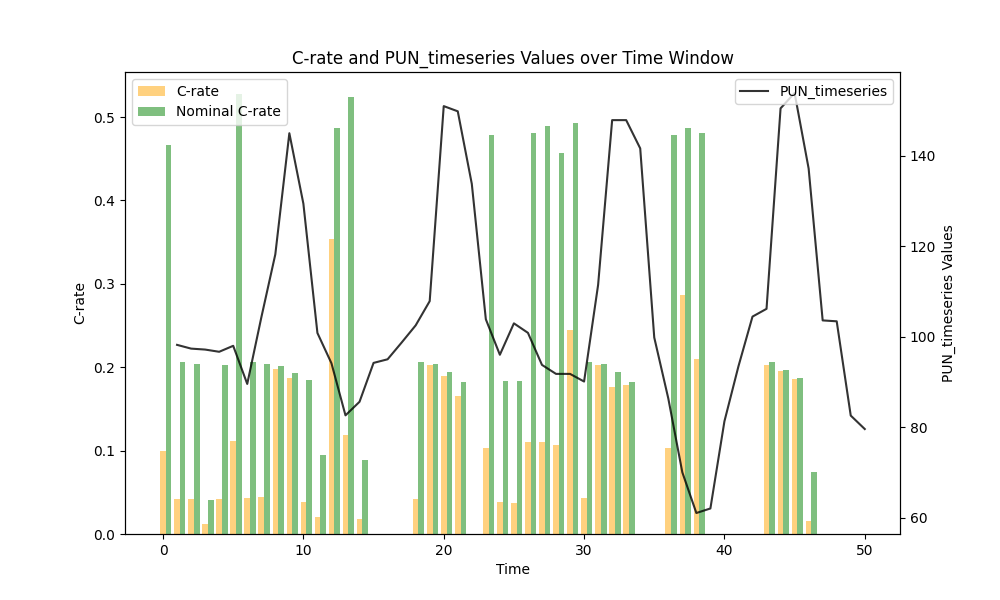 C-rate and PUN_timeseries Values over Time Window
C-rate
Nominal C-rate
PUN_timeseries
0.5
0.4
0.3
0.2
0.1
0.0
C-rate
140
120
100
80
60
PUN_timeseries Values
0 10 20 30 40 50
Time